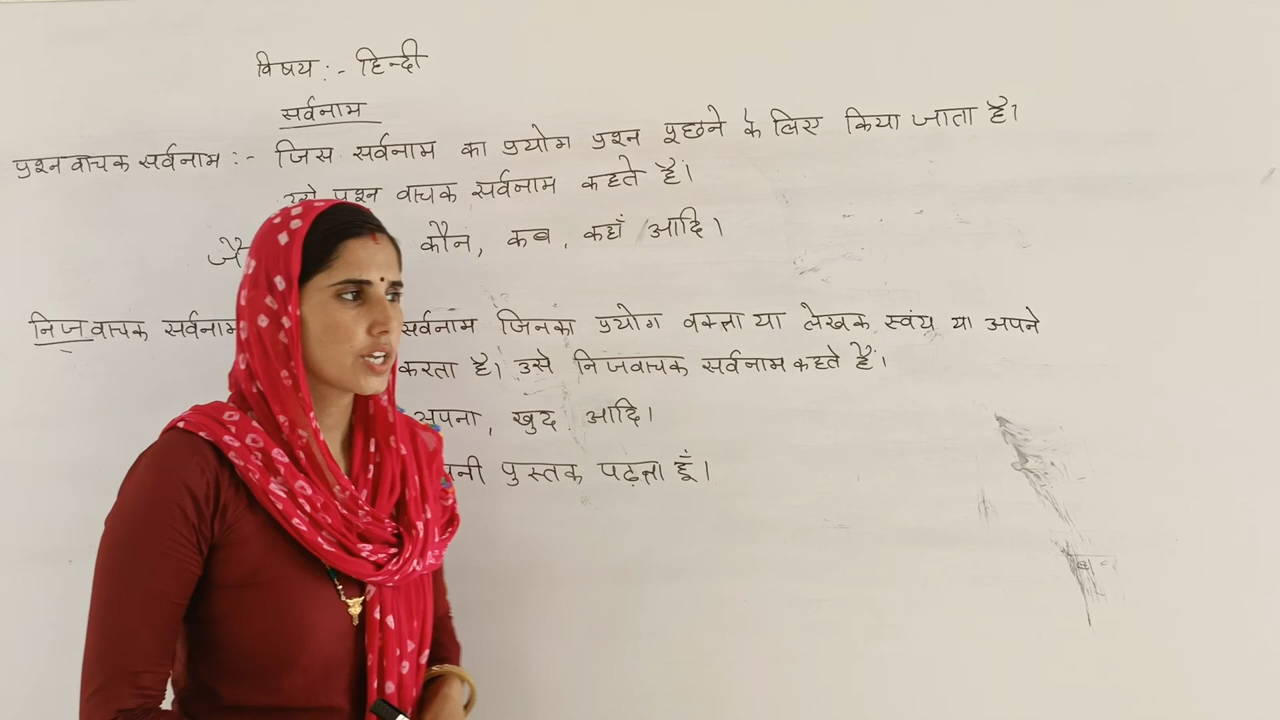 विषय :- हिन्दी
सर्वनाम
प्रश्नवाचक सर्वनाम :- जिस सर्वनाम का प्रयोग प्रश्न पूछने के लिए किया जाता है।
प्रश्न वाचक सर्वनाम कहते है।
कौन, कब, कहाँ आदि।
निजवाचक सर्वनाम सर्वनाम जिनका प्रयोग वक्ता या लेखक स्वंय या अपने
करता है। उसे निजवाचक सर्वनाम कहते हैं।
अपना, खुद आदि।
पुस्तक पढ़ता हूँ।